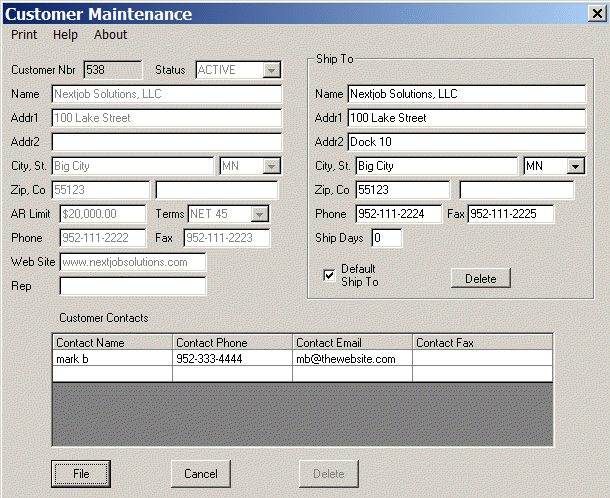 Customer Maintenance
Print Help About
Customer Nbr 538 Status ACTIVE
Name Nextjob Solutions, LLC
Addr1 100 Lake Street
Addr2
City, St. Big City MN
Zip, Co 55123
AR Limit $20,000.00 Terms NET 45
Phone 952-111-2222 Fax 952-111-2223
Web Site www.nextjobsolutions.com
Rep
Ship To
Name Nextjob Solutions, LLC
Addr1 100 Lake Street
Addr2 Dock 10
City, St. Big City MN
Zip, Co 55123
Phone 952-111-2224 Fax 952-111-2225
Ship Days 0
Default
Ship To
Delete
Customer Contacts
Contact Name Contact Phone Contact Email Contact Fax
mark b 952-333-4444 mb@thewebsite.com
File Cancel Delete